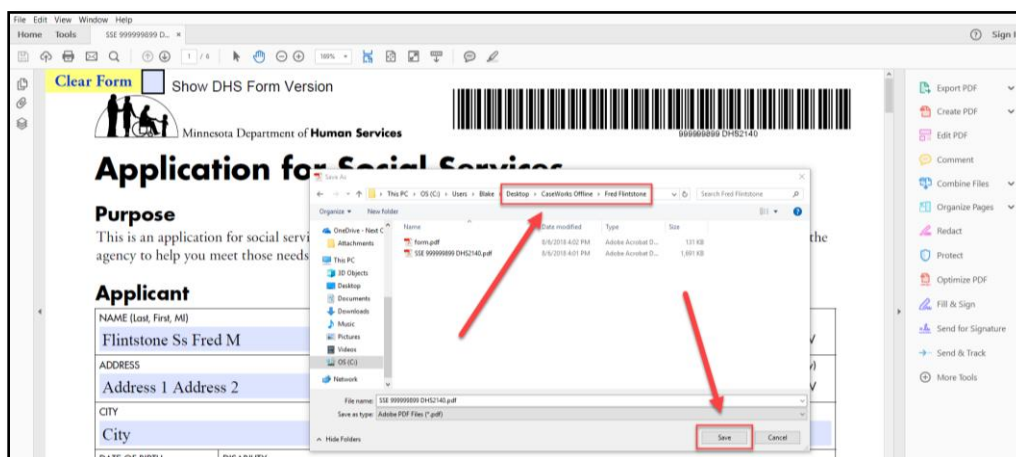 File Edit View Window Help
Home Tools SSE 999999899 D... × Sign I
1 / 6 189%
Clear Form Show DHS Form Version
Minnesota Department of Human Services 999999899 DHS2140
Application for Social Services
Purpose
This is an application for social servi the
agency to help you meet those needs
Applicant
NAME (Last, First, MI)
Flintstone Ss Fred M
ADDRESS
Address 1 Address 2
CITY
City
Save As
This PC › OS (C:) › Users › Blake › Desktop › CaseWorks Offline › Fred Flintstone Search Fred Flintstone
Organize New folder
Name Date modified Type Size
form.pdf 8/8/2018 4:02 PM Adobe Acrobat D... 131 KB
SSE 999999899 DHS2140.pdf 8/8/2018 4:01 PM Adobe Acrobat D... 1,691 KB
OneDrive - Next C
Attachments
This PC
3D Objects
Desktop
Documents
Downloads
Music
Pictures
Videos
OS (C:)
Network
File name: SSE 999999899 DHS2140.pdf
Save as type: Adobe PDF Files (*.pdf)
Hide Folders Save Cancel
Export PDF
Create PDF
Edit PDF
Comment
Combine Files
Organize Pages
Redact
Protect
Optimize PDF
Fill & Sign
Send for Signature
Send & Track
More Tools